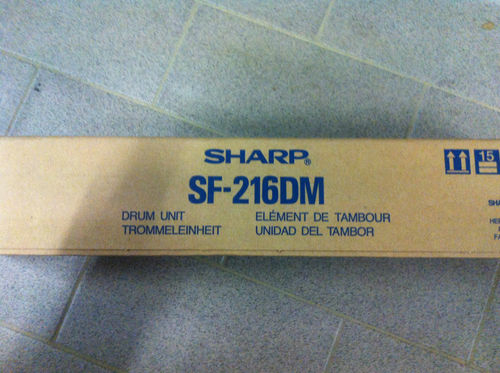 SHARP®
SF-216DM
DRUM UNIT
TROMMELEINHEIT
ELÉMENT DE TAMBOUR
UNIDAD DEL TAMBOR
15